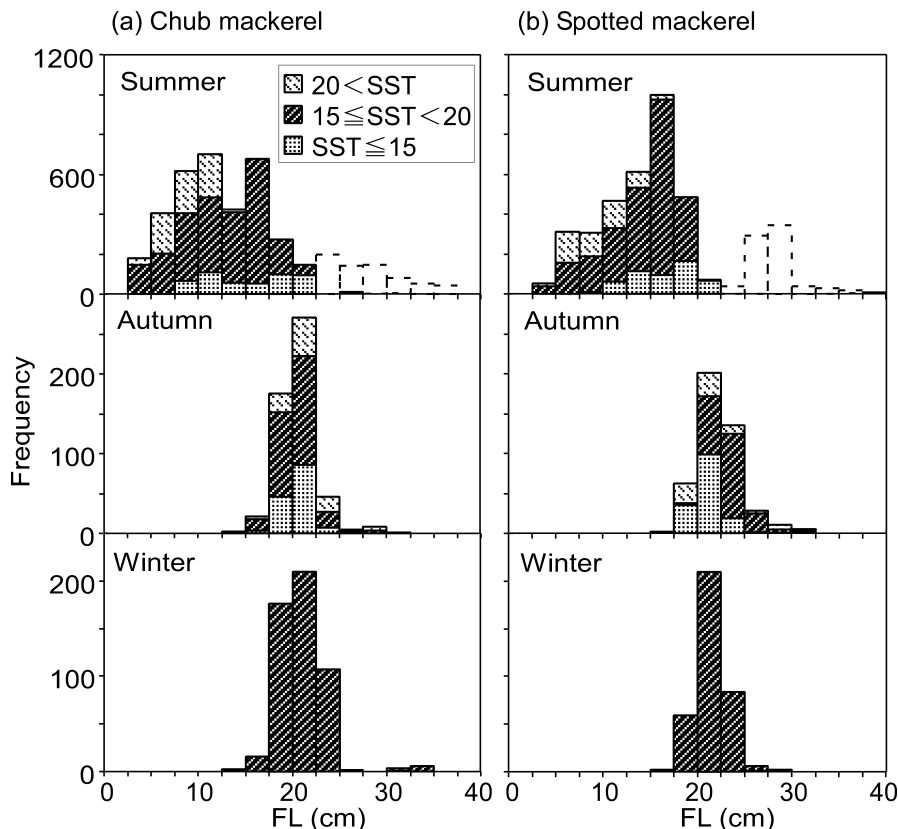 (a) Chub mackerel
(b) Spotted mackerel
1200
Summer
20<SST
15≦SST<20
SST≦15
Summer
600
0
Autumn
Autumn
200
100
0
Frequency
Winter
Winter
200
100
0
0 10 20 30 40
0 10 20 30 40
FL (cm)
FL (cm)